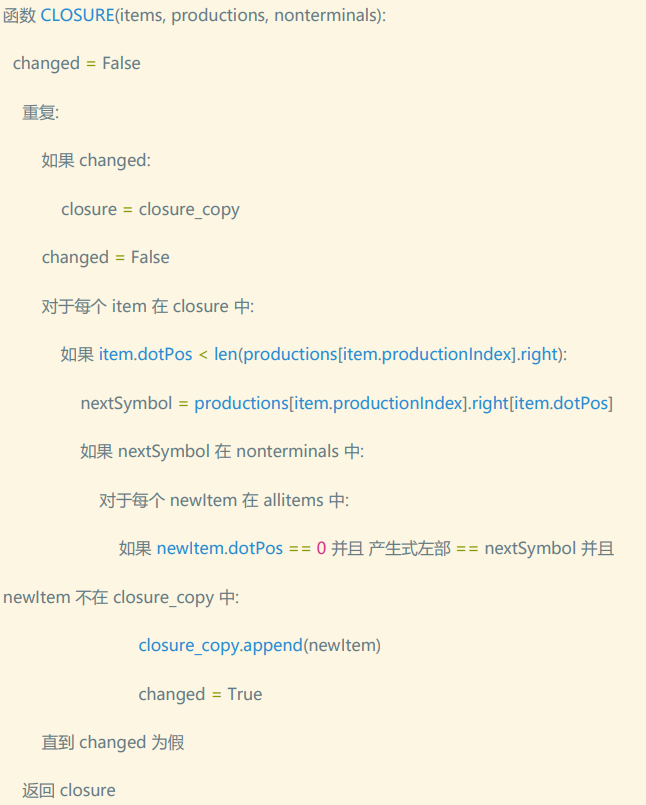 函数 CLOSURE(items, productions, nonterminals):
changed = False
重复:
如果 changed:
closure = closure_copy
changed = False
对于每个 item 在 closure 中:
如果 item.dotPos < len(productions[item.productionIndex].right):
nextSymbol = productions[item.productionIndex].right[item.dotPos]
如果 nextSymbol 在 nonterminals 中:
对于每个 newItem 在 allitems 中:
如果 newItem.dotPos == 0 并且 产生式左部 == nextSymbol 并且
newItem 不在 closure_copy 中:
closure_copy.append(newItem)
changed = True
直到 changed 为假
返回 closure